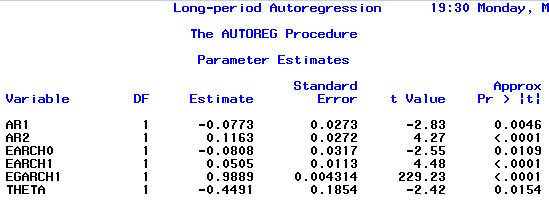 Long-period Autoregression 19:30 Monday, M
The AUTOREG Procedure
Parameter Estimates
Standard Approx
Variable DF Estimate Error t Value Pr > |t|
AR1 1 -0.0773 0.0273 -2.83 0.0046
AR2 1 0.1163 0.0272 4.27 <.0001
EARCH0 1 -0.0808 0.0317 -2.55 0.0109
EARCH1 1 0.0505 0.0113 4.48 <.0001
EGARCH1 1 0.9889 0.004314 229.23 <.0001
THETA 1 -0.4491 0.1854 -2.42 0.0154